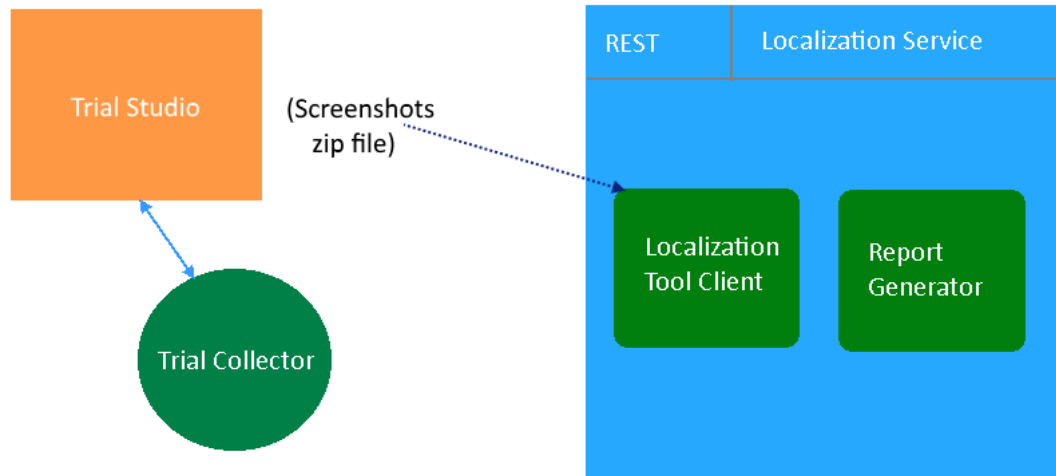 Trial Studio
(Screenshots
zip file)
Trial Collector
REST
Localization Service
Localization
Tool Client
Report
Generator